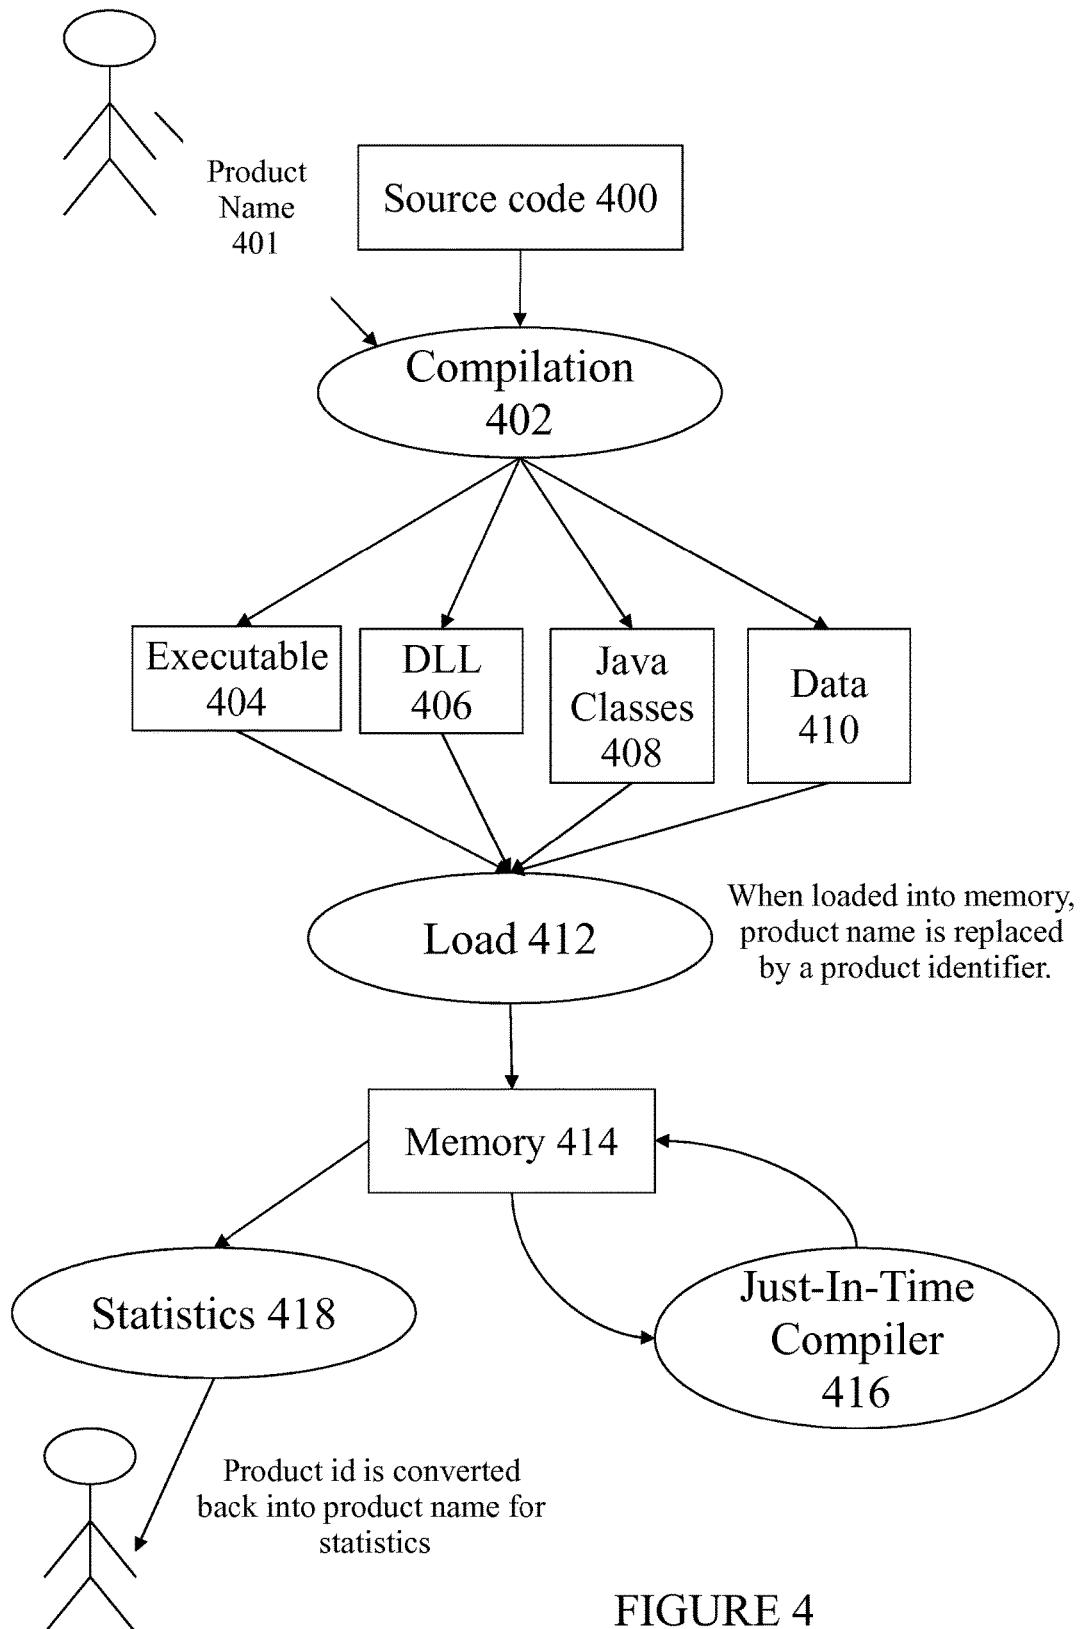 Product
Name
401
Source code 400
Compilation
402
Executable
404
DLL
406
Java
Classes
408
Data
410
Load 412
When loaded into memory,
product name is replaced
by a product identifier.
Memory 414
Statistics 418
Just-In-Time
Compiler
416
Product id is converted
back into product name for
statistics
FIGURE 4